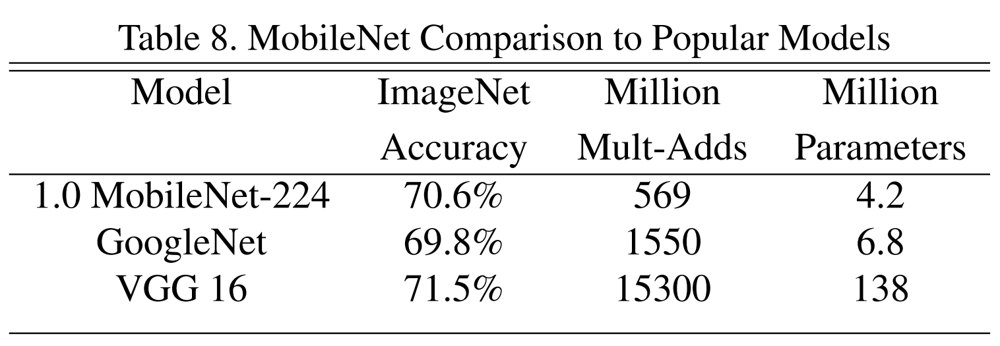 Table 8. MobileNet Comparison to Popular Models
Model ImageNet Million Million
Accuracy Mult-Adds Parameters
1.0 MobileNet-224 70.6% 569 4.2
GoogleNet 69.8% 1550 6.8
VGG 16 71.5% 15300 138